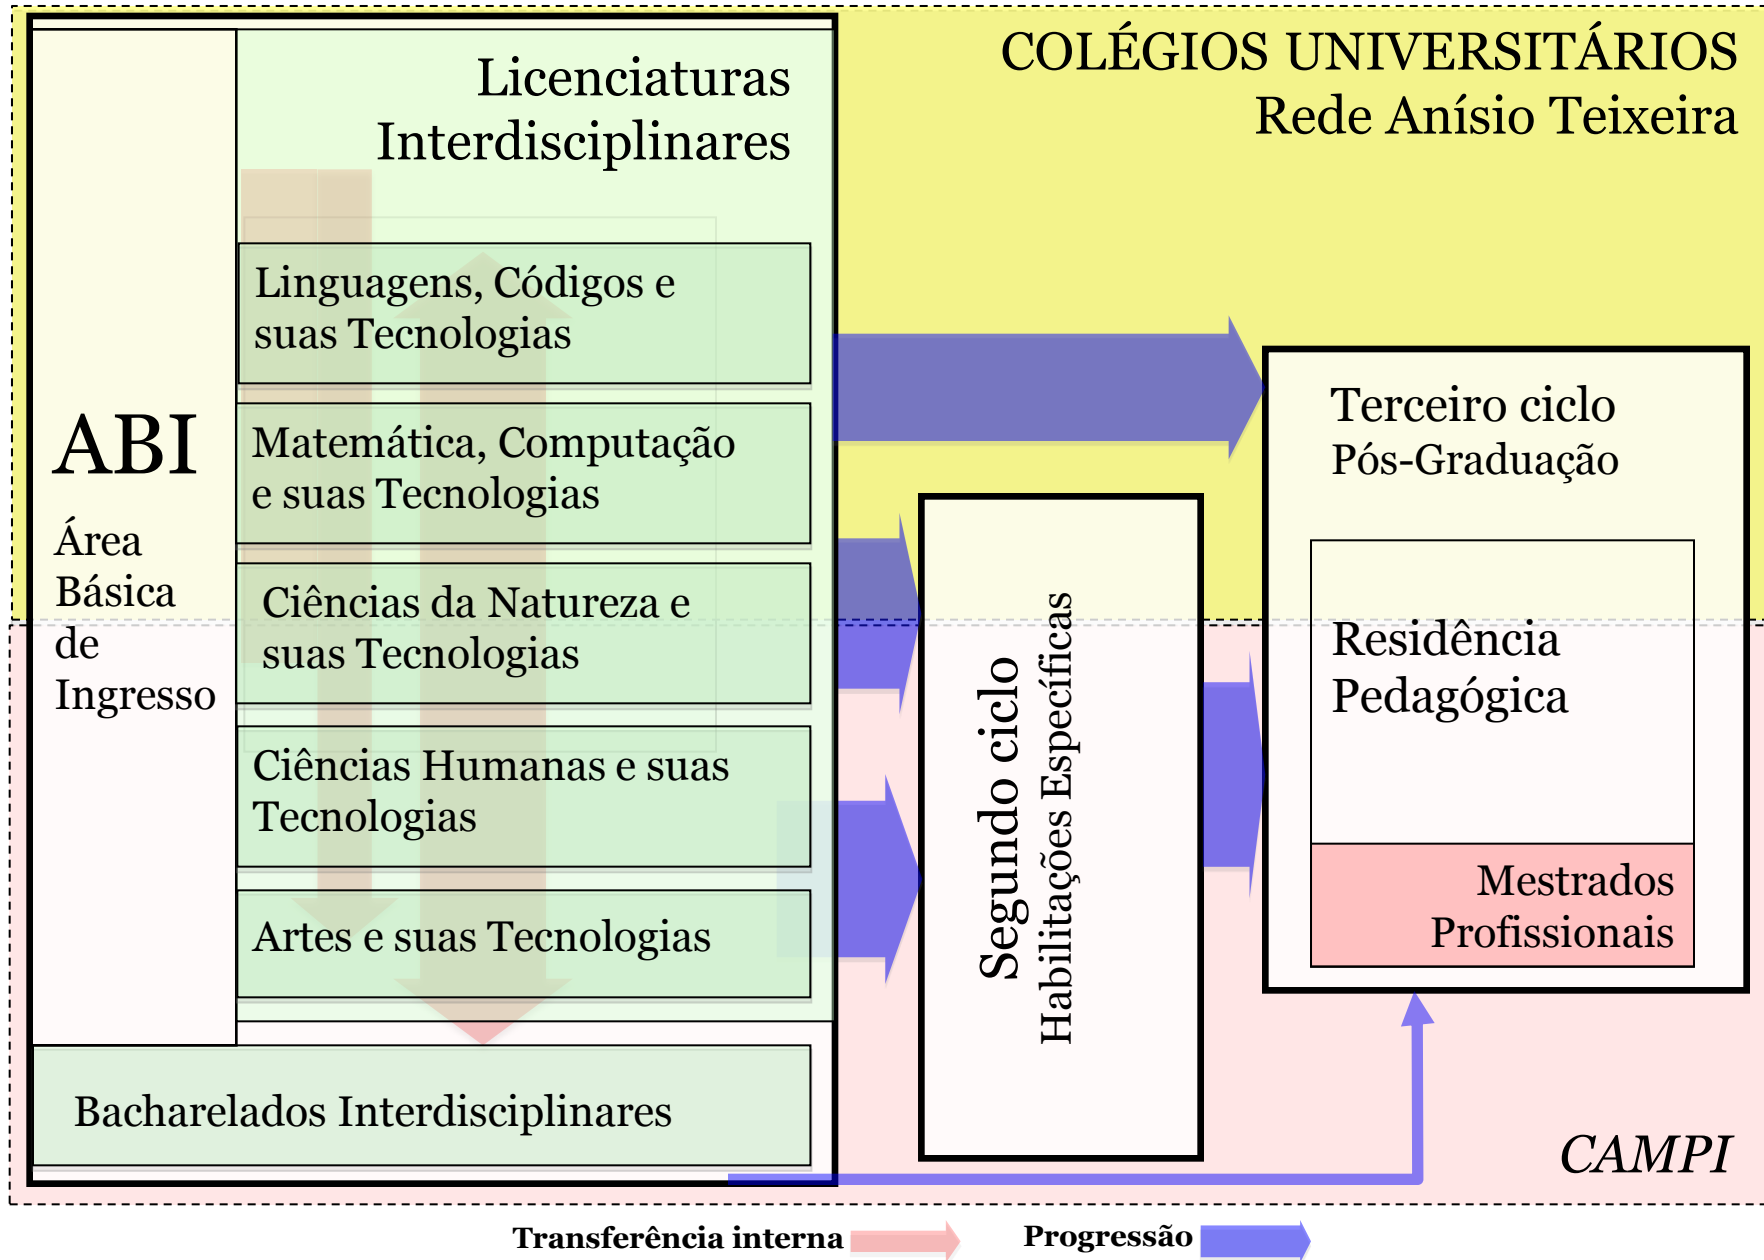 COLÉGIOS UNIVERSITÁRIOS
Rede Anísio Teixeira
Licenciaturas
Interdisciplinares
ABI
Área
Básica
de
Ingresso
Linguagens, Códigos e
suas Tecnologias
Matemática, Computação
e suas Tecnologias
Ciências da Natureza e
suas Tecnologias
Ciências Humanas e suas
Tecnologias
Artes e suas Tecnologias
Bacharelados Interdisciplinares
Segundo ciclo
Habilitações Específicas
Terceiro ciclo
Pós-Graduação
Residência
Pedagógica
Mestrados
Profissionais
CAMPI
Transferência interna
Progressão